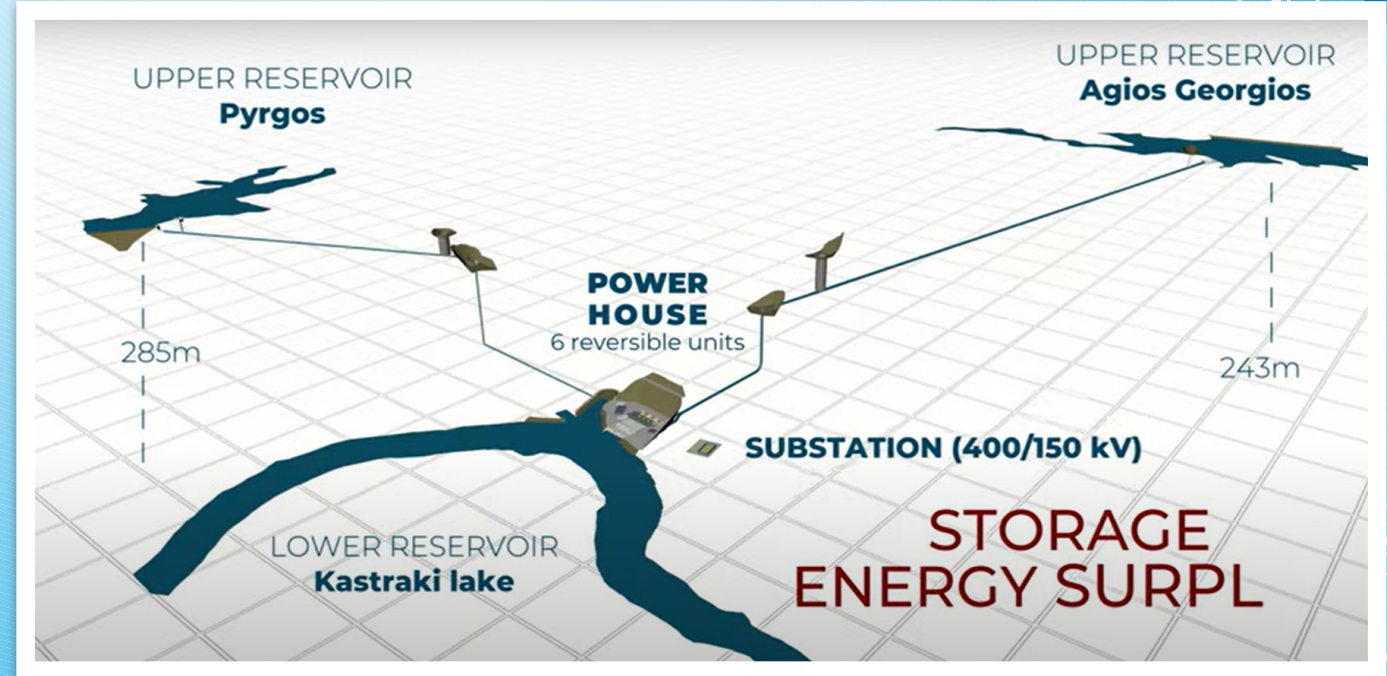 UPPER RESERVOIR
Pyrgos
UPPER RESERVOIR
Agios Georgios
POWER
HOUSE
6 reversible units
285m
243m
SUBSTATION (400/150 kV)
LOWER RESERVOIR
Kastraki lake
STORAGE
ENERGY SURPL